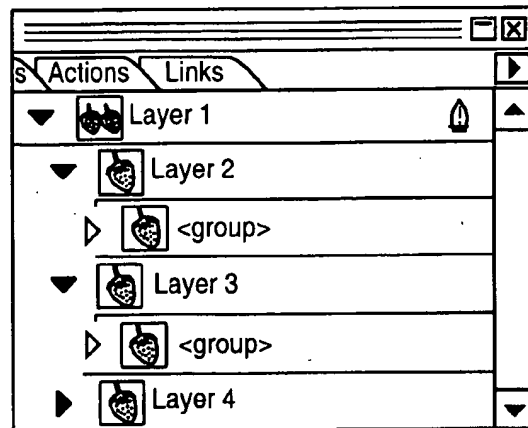 s Actions Links
Layer 1
Layer 2
<group>
Layer 3
<group>
Layer 4